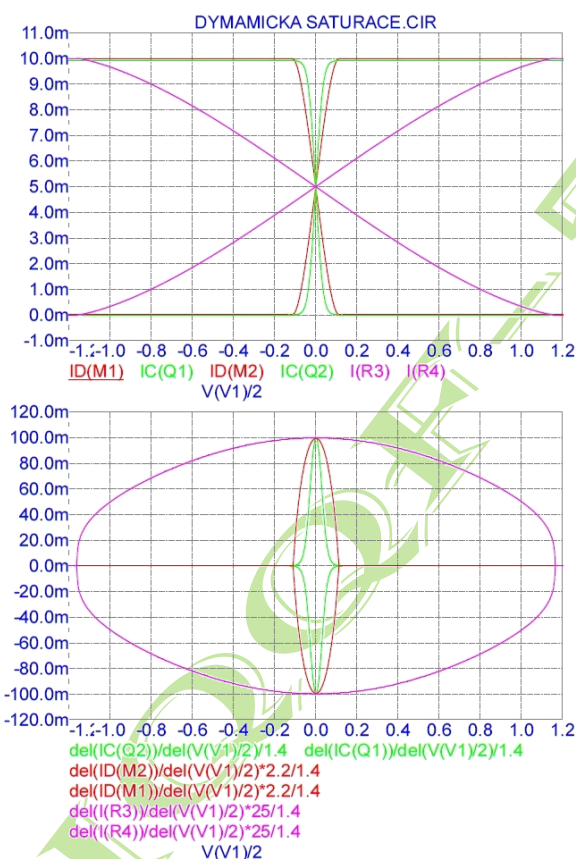 DYMAMICKA SATURACE.CIR
11.0m
10.0m
9.0m
8.0m
7.0m
6.0m
5.0m
4.0m
3.0m
2.0m
1.0m
0.0m
-1.0m
-1.2 -1.0 -0.8 -0.6 -0.4 -0.2 0.0 0.2 0.4 0.6 0.8 1.0 1.2
ID(M1) IC(Q1) ID(M2) IC(Q2) I(R3) I(R4)
V(V1)/2
120.0m
100.0m
80.0m
60.0m
40.0m
20.0m
0.0m
-20.0m
-40.0m
-60.0m
-80.0m
-100.0m
-120.0m
-1.2 -1.0 -0.8 -0.6 -0.4 -0.2 0.0 0.2 0.4 0.6 0.8 1.0 1.2
del(IC(Q2))/del(V(V1)/2)/1.4 del(IC(Q1))/del(V(V1)/2)/1.4
del(ID(M2))/del(V(V1)/2)*2.2/1.4
del(ID(M1))/del(V(V1)/2)*2.2/1.4
del(I(R3))/del(V(V1)/2)*25/1.4
del(I(R4))/del(V(V1)/2)*25/1.4
V(V1)/2